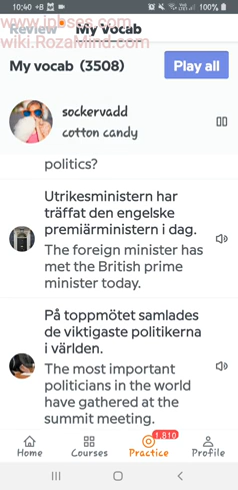 10:40 +B 100%
www.inhses.com
Review My Vocab
wiki.RozaMind.com
My vocab (3508) Play all
sockervadd
cotton candy
politics?
Utrikesministern har
träffat den engelske
premiärministern i dag.
The foreign minister has
met the British prime
minister today.
På toppmötet samlades
de viktigaste politikerna
i världen.
The most important
politicians in the world
have gathered at the
summit meeting.
1,810
Home Courses Practice Profile